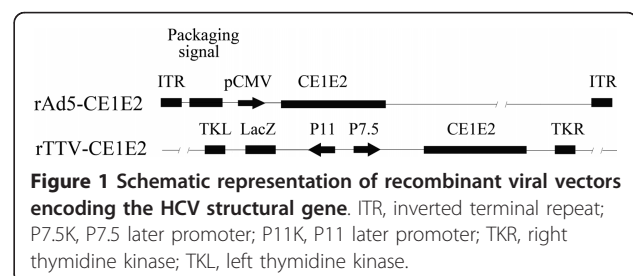 Packaging
signal
ITR pCMV CE1E2 ITR
rAd5-CE1E2
TKL LacZ P11 P7.5 CE1E2 TKR
rTTV-CE1E2
Figure 1 Schematic representation of recombinant viral vectors
encoding the HCV structural gene. ITR, inverted terminal repeat;
P7.5K, P7.5 later promoter; P11K, P11 later promoter; TKR, right
thymidine kinase; TKL, left thymidine kinase.